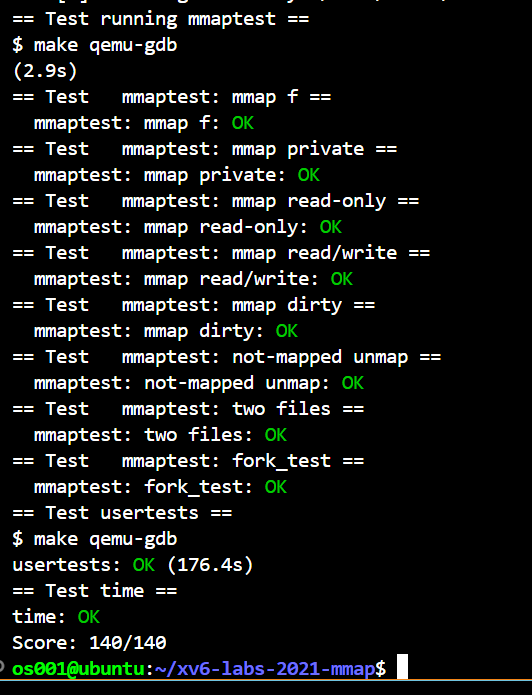 == Test running mmaptest ==
$ make qemu-gdb
(2.9s)
== Test   mmaptest: mmap f ==
  mmaptest: mmap f: OK
== Test   mmaptest: mmap private ==
  mmaptest: mmap private: OK
== Test   mmaptest: mmap read-only ==
  mmaptest: mmap read-only: OK
== Test   mmaptest: mmap read/write ==
  mmaptest: mmap read/write: OK
== Test   mmaptest: mmap dirty ==
  mmaptest: mmap dirty: OK
== Test   mmaptest: not-mapped unmap ==
  mmaptest: not-mapped unmap: OK
== Test   mmaptest: two files ==
  mmaptest: two files: OK
== Test   mmaptest: fork_test ==
  mmaptest: fork_test: OK
== Test usertests ==
$ make qemu-gdb
usertests: OK (176.4s)
== Test time ==
time: OK
Score: 140/140
os001@ubuntu:~/xv6-labs-2021-mmap$